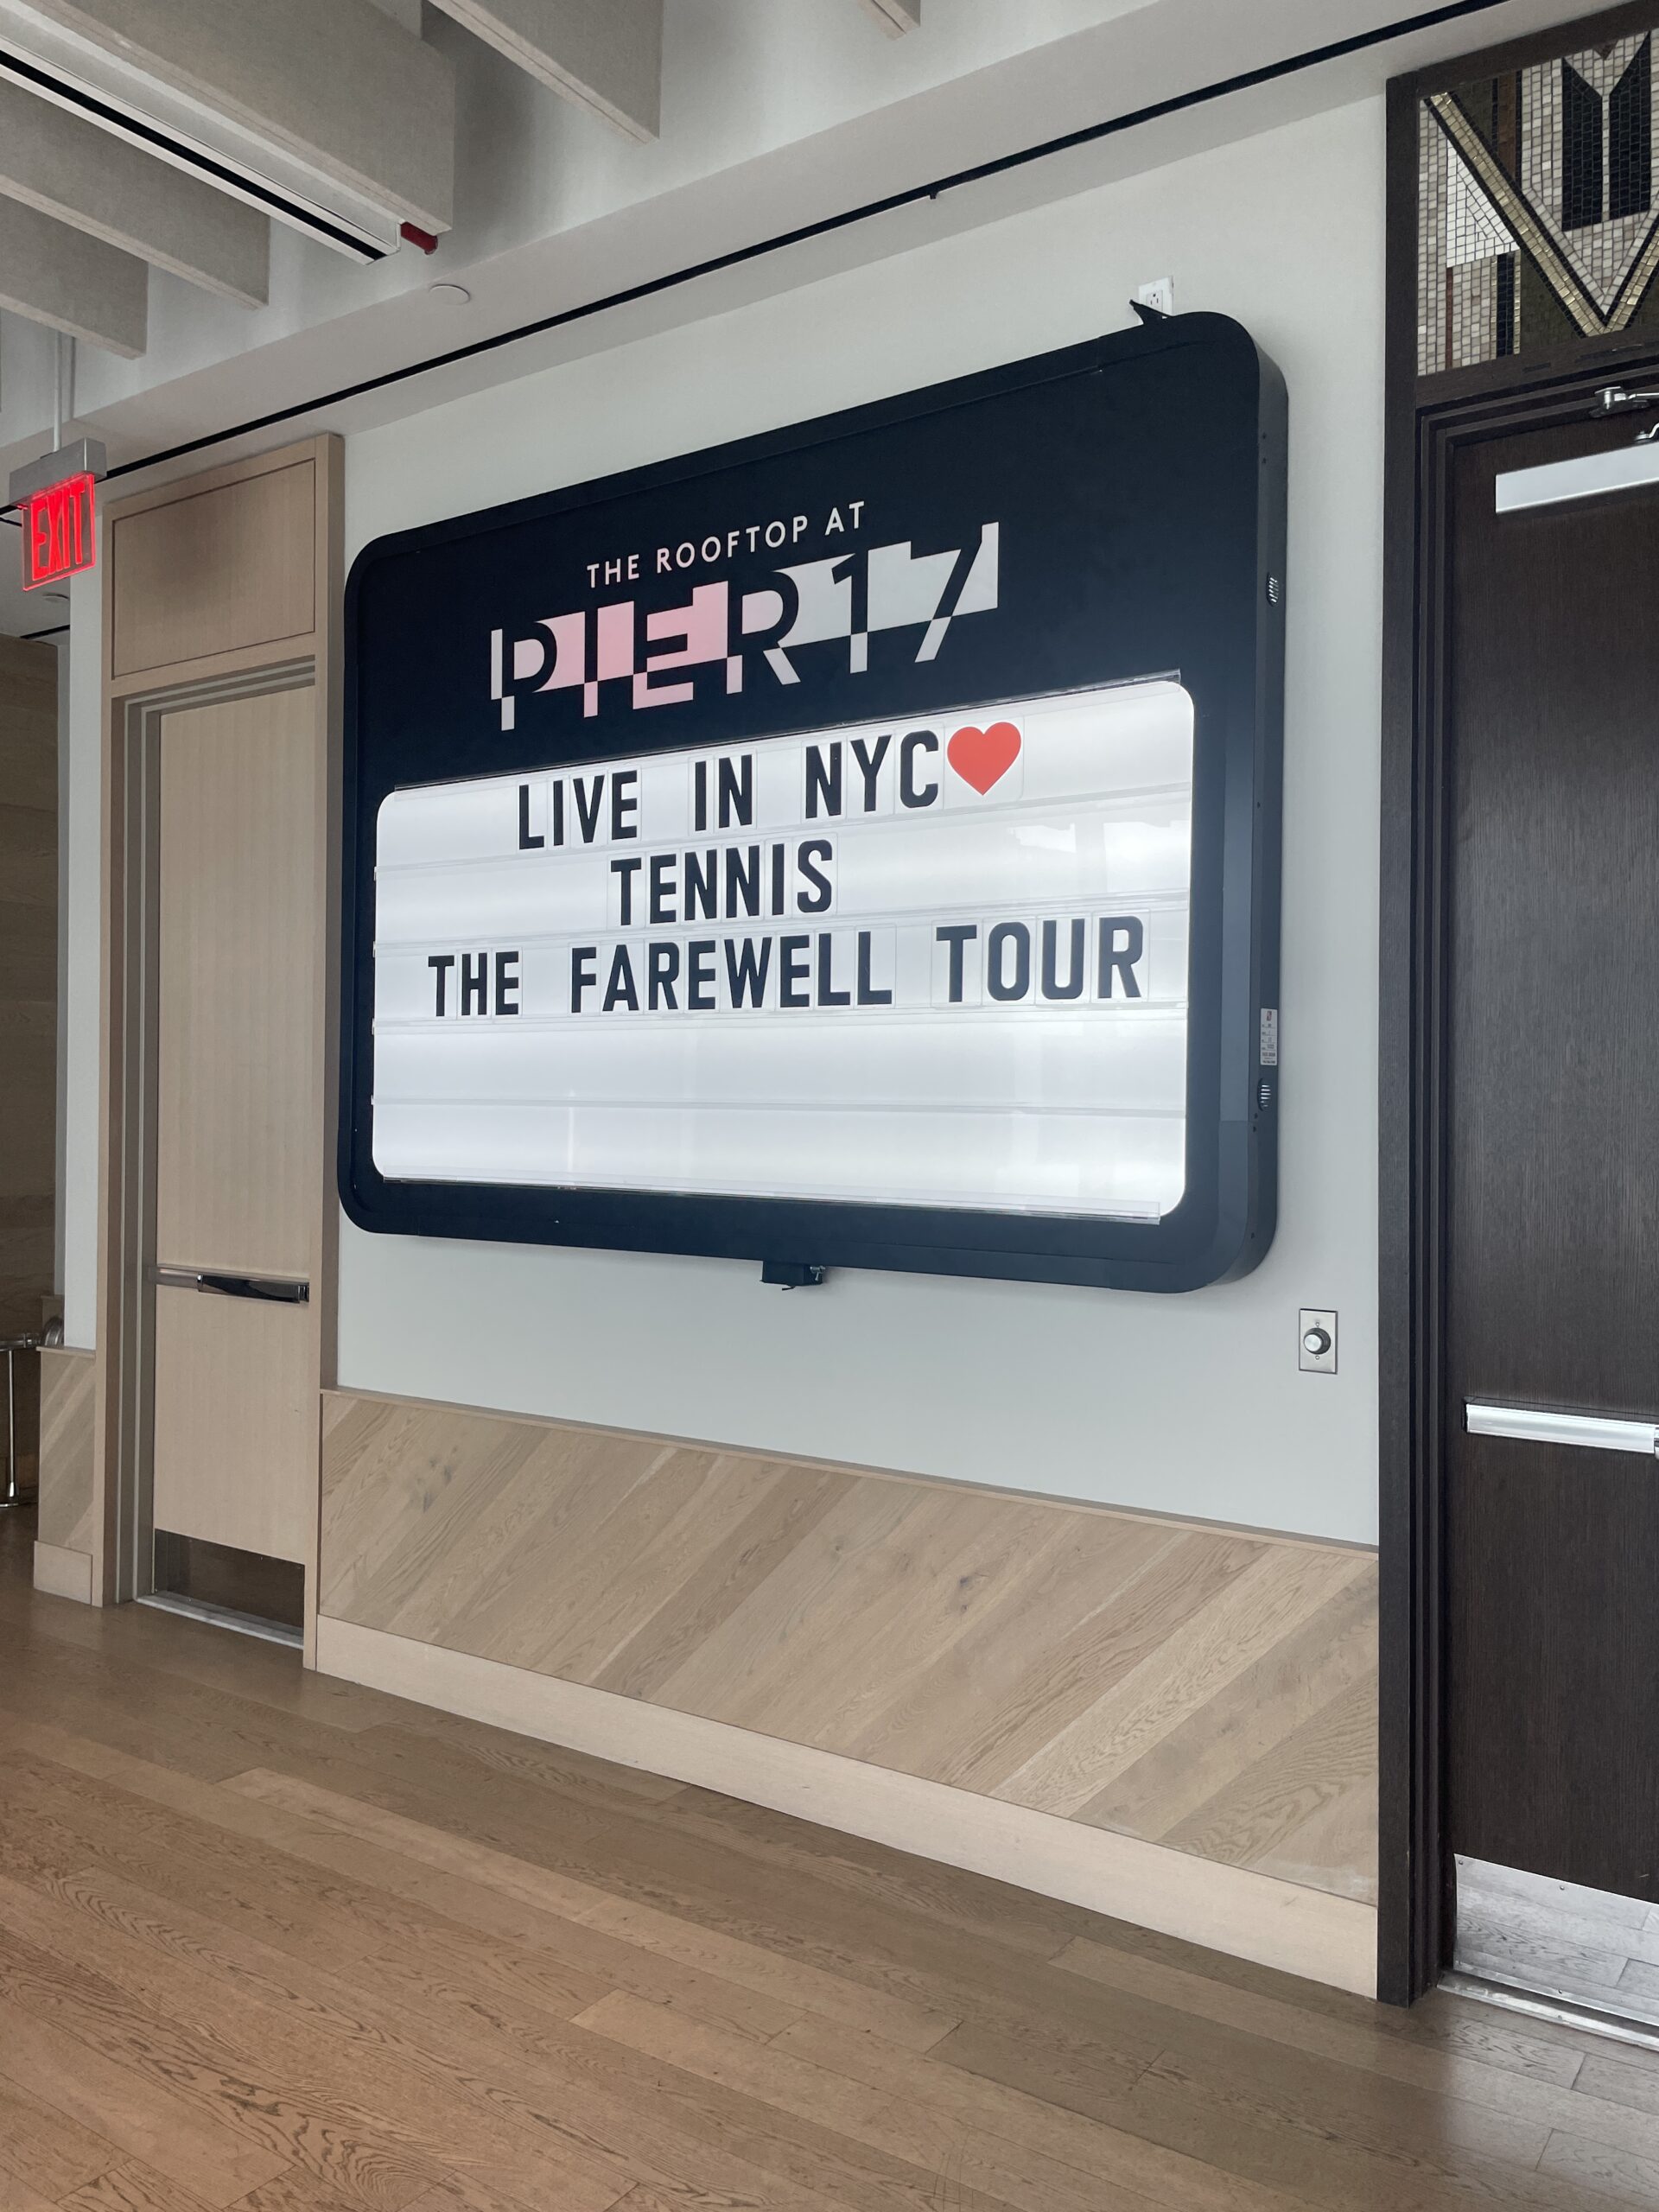 EXIT
THE ROOFTOP AT
PIER 17
LIVE IN NYC♥
TENNIS
THE FAREWELL TOUR